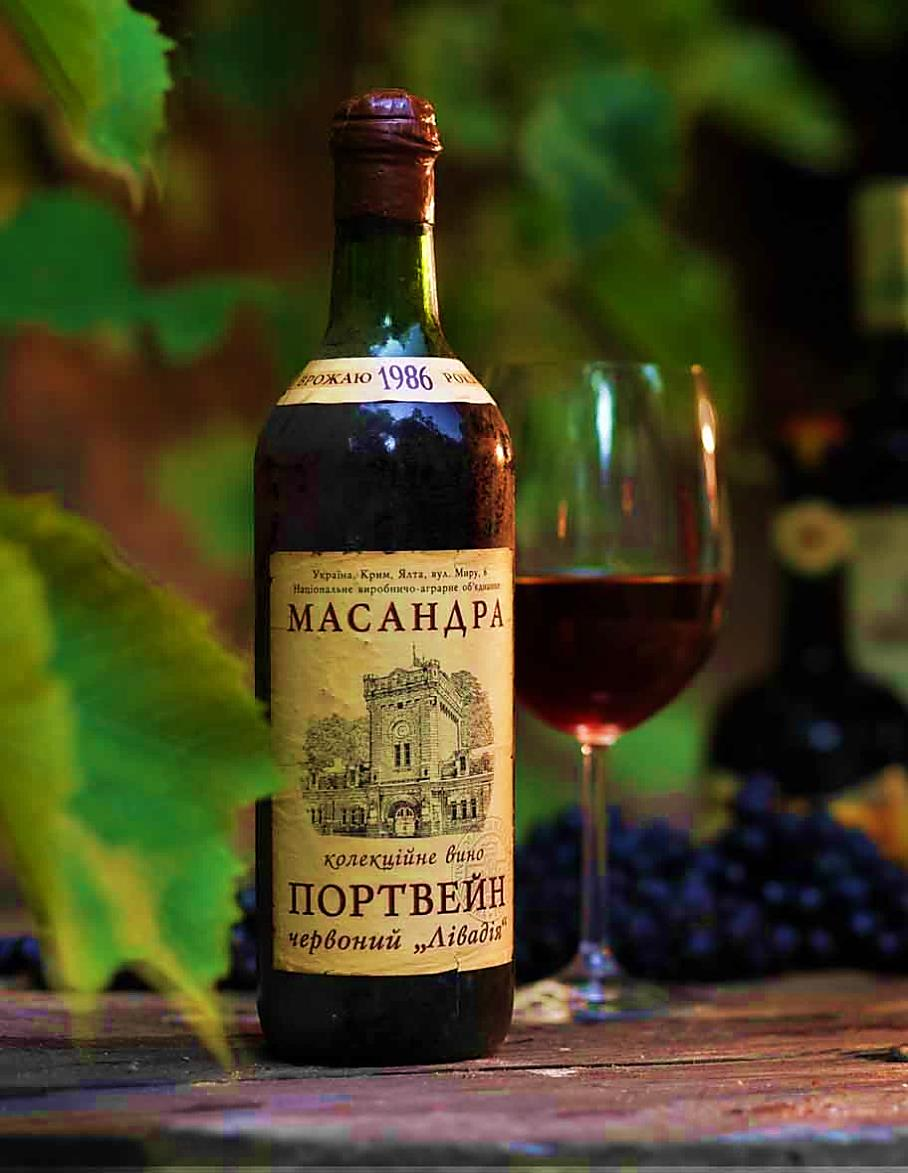 ВРОЖАЮ 1986 РОКУ
Україна, Крим, Ялта, вул. Миру, 6
Національне виробничо-аграрне об'єднання
МАСАНДРА
колекційне вино
ПОРТВЕЙН
червоний „Лівадія“